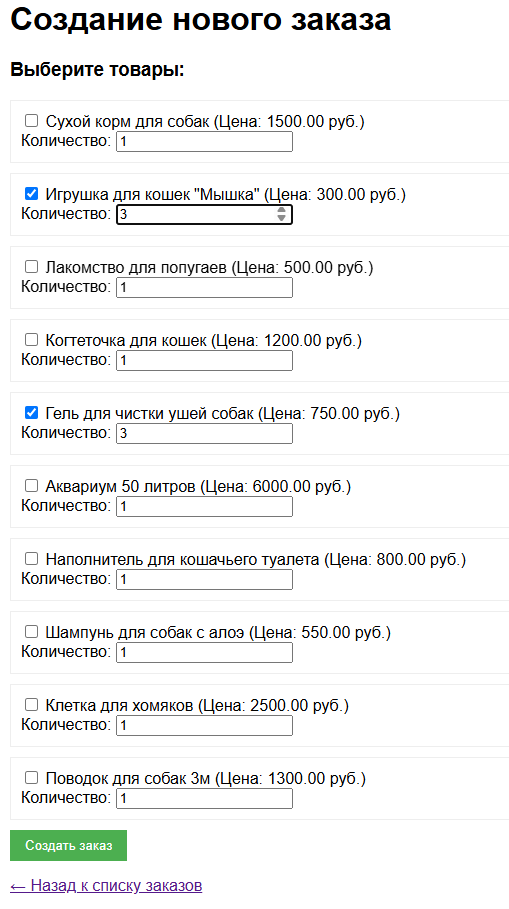 Создание нового заказа
Выберите товары:
Сухой корм для собак (Цена: 1500.00 руб.)
Количество: 1
Игрушка для кошек "Мышка" (Цена: 300.00 руб.)
Количество: 3
Лакомство для попугаев (Цена: 500.00 руб.)
Количество: 1
Когтеточка для кошек (Цена: 1200.00 руб.)
Количество: 1
Гель для чистки ушей собак (Цена: 750.00 руб.)
Количество: 3
Аквариум 50 литров (Цена: 6000.00 руб.)
Количество: 1
Наполнитель для кошачьего туалета (Цена: 800.00 руб.)
Количество: 1
Шампунь для собак с алоэ (Цена: 550.00 руб.)
Количество: 1
Клетка для хомяков (Цена: 2500.00 руб.)
Количество: 1
Поводок для собак 3м (Цена: 1300.00 руб.)
Количество: 1
Создать заказ
← Назад к списку заказов